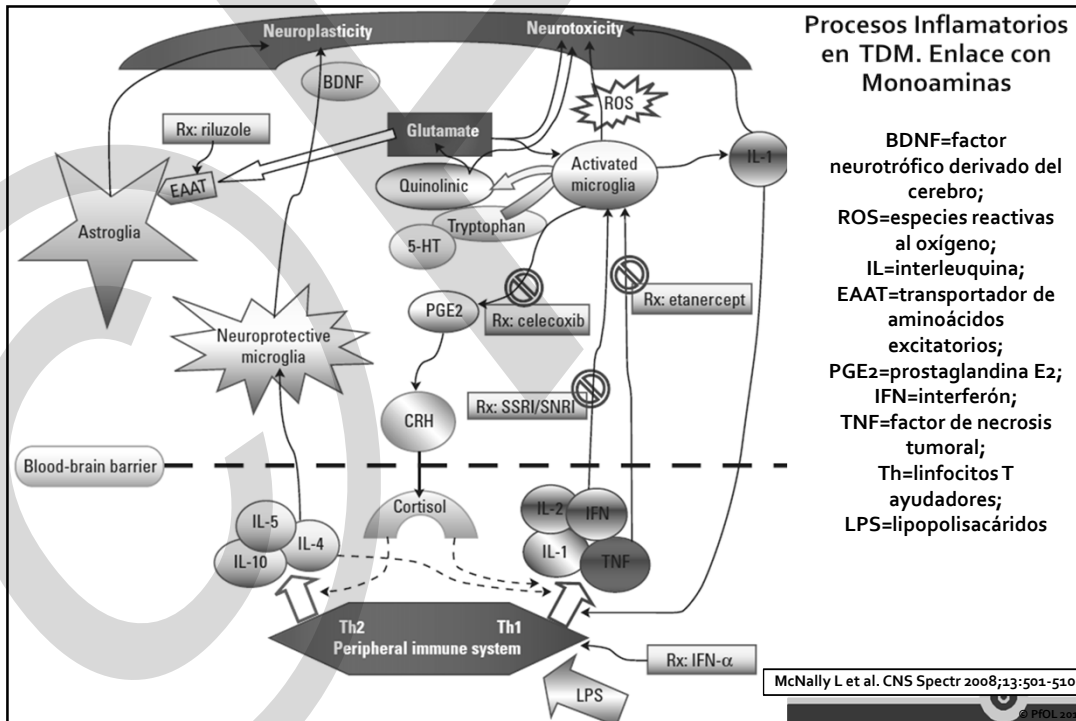 Neuroplasticity
Neurotoxicity
BDNF
ROS
Rx: riluzole
Glutamate
EAAT
Astroglia
Quinolinic
Activated
microglia
IL-1
Tryptophan
5-HT
PGE2
Rx: celecoxib
Rx: etanercept
Neuroprotective
microglia
CRH
Rx: SSRI/SNRI
Blood-brain barrier
Cortisol
IL-5
IL-4
IL-10
IL-2
IFN
IL-1
TNF
Th2
Th1
Peripheral immune system
Rx: IFN-α
LPS
Procesos Inflamatorios
en TDM. Enlace con
Monoaminas
BDNF=factor
neurotrófico derivado del
cerebro;
ROS=especies reactivas
al oxígeno;
IL=interleuquina;
EAAT=transportador de
aminoácidos
excitatorios;
PGE2=prostaglandina E2;
IFN=interferón;
TNF=factor de necrosis
tumoral;
Th=linfocitos T
ayudadores;
LPS=lipopolisacáridos
McNally L et al. CNS Spectr 2008;13:501-510
© PfOL